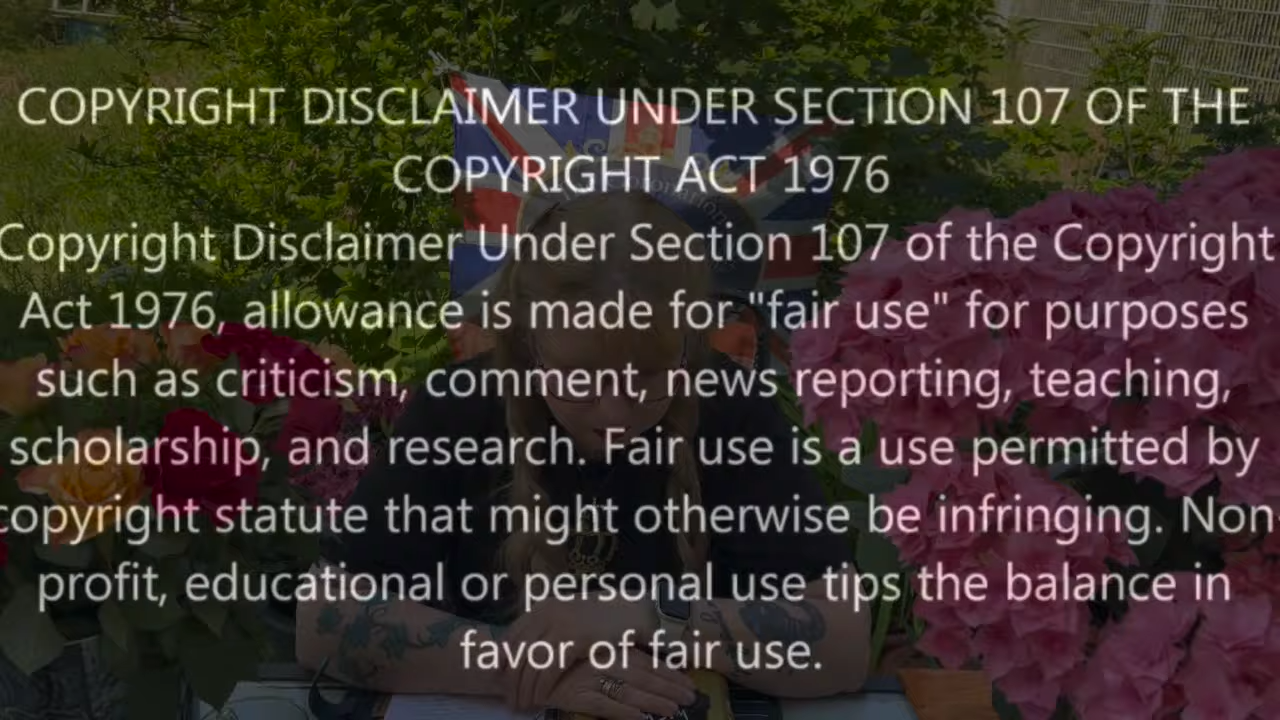 COPYRIGHT DISCLAIMER UNDER SECTION 107 OF THE
COPYRIGHT ACT 1976
Copyright Disclaimer Under Section 107 of the Copyright
Act 1976, allowance is made for "fair use" for purposes
such as criticism, comment, news reporting, teaching,
scholarship, and research. Fair use is a use permitted by
copyright statute that might otherwise be infringing. Non
profit, educational or personal use tips the balance in
favor of fair use.